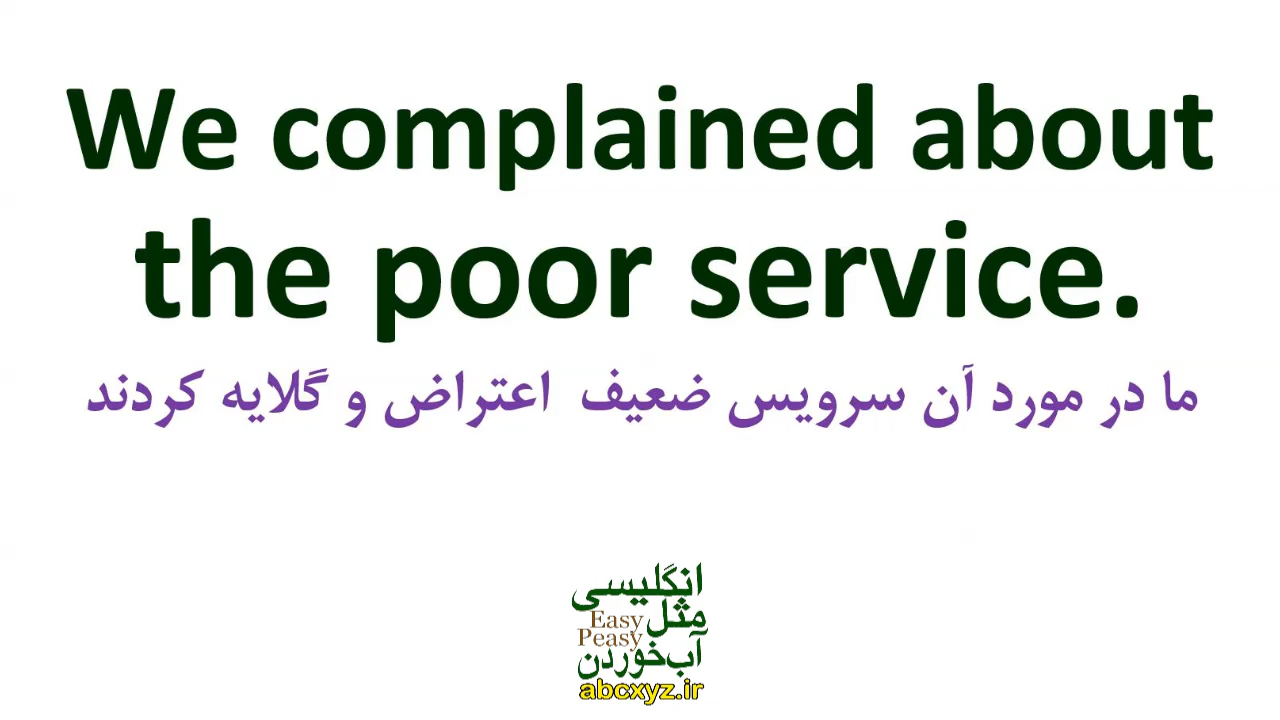 We complained about
the poor service.
ما در مورد آن سرویس ضعیف اعتراض و گلایه کردند
انگلیسی
مثل
Easy
Peasy
آب‌خوردن
abcxyz.ir